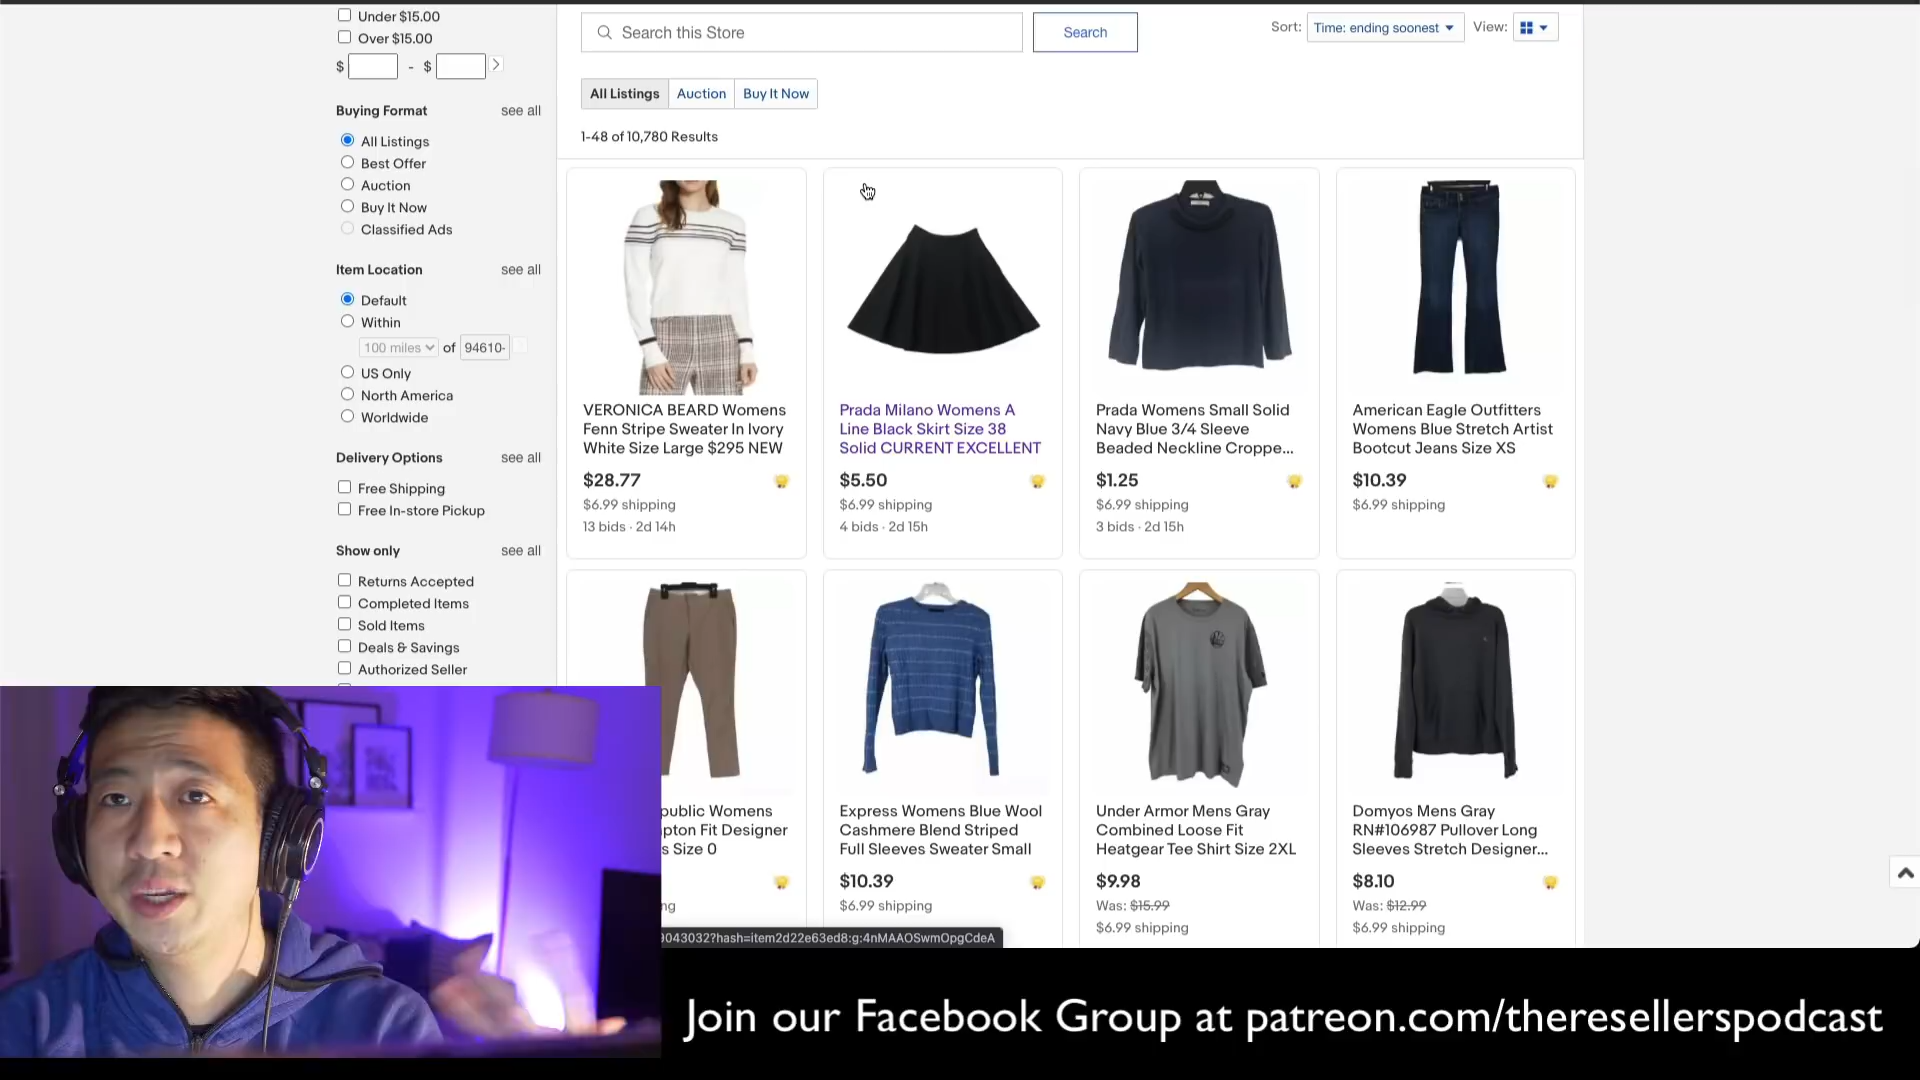 Under $15.00
Over $15.00
$ - $
Buying Format see all
All Listings
Best Offer
Auction
Buy It Now
Classified Ads
Item Location see all
Default
Within
100 miles of 94610-
US Only
North America
Worldwide
Delivery Options see all
Free Shipping
Free In-store Pickup
Show only see all
Returns Accepted
Completed Items
Sold Items
Deals & Savings
Authorized Seller
Search this Store
Search
Sort: Time: ending soonest View:
All Listings Auction Buy It Now
1-48 of 10,780 Results
VERONICA BEARD Womens
Fenn Stripe Sweater In Ivory
White Size Large $295 NEW
$28.77
$6.99 shipping
13 bids · 2d 14h
Prada Milano Womens A
Line Black Skirt Size 38
Solid CURRENT EXCELLENT
$5.50
$6.99 shipping
4 bids · 2d 15h
Prada Womens Small Solid
Navy Blue 3/4 Sleeve
Beaded Neckline Croppe...
$1.25
$6.99 shipping
3 bids · 2d 15h
American Eagle Outfitters
Womens Blue Stretch Artist
Bootcut Jeans Size XS
$10.39
$6.99 shipping
public Womens
pton Fit Designer
s Size 0
ng
Express Womens Blue Wool
Cashmere Blend Striped
Full Sleeves Sweater Small
$10.39
$6.99 shipping
Under Armor Mens Gray
Combined Loose Fit
Heatgear Tee Shirt Size 2XL
$9.98
Was: $15.99
$6.99 shipping
Domyos Mens Gray
RN#106987 Pullover Long
Sleeves Stretch Designer...
$8.10
Was: $12.99
$6.99 shipping
9043032?hash=item2d22e63ed8:g:4nMAAOSwmOpgCdeA
Join our Facebook Group at patreon.com/theresellerspodcast